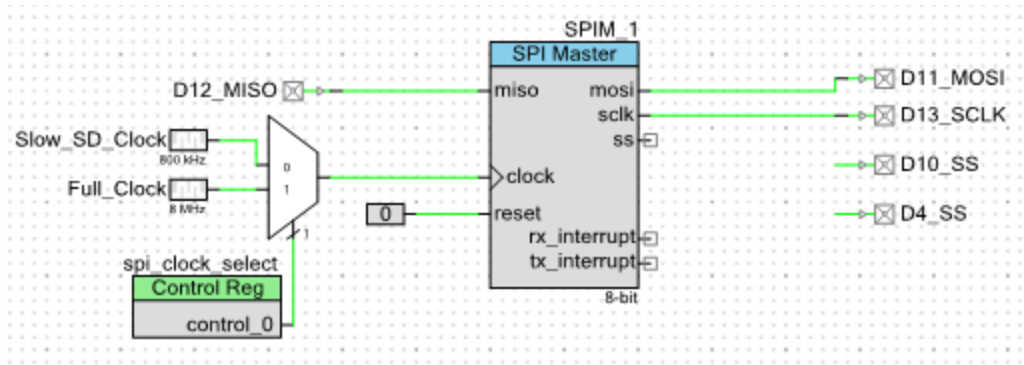 SPIM_1
SPI Master
D12_MISO
miso
mosi
D11_MOSI
sclk
D13_SCLK
Slow_SD_Clock
800 kHz
0
ss
D10_SS
Full_Clock
8 MHz
1
clock
0
reset
D4_SS
1
rx_interrupt
tx_interrupt
8-bit
spi_clock_select
Control Reg
control_0